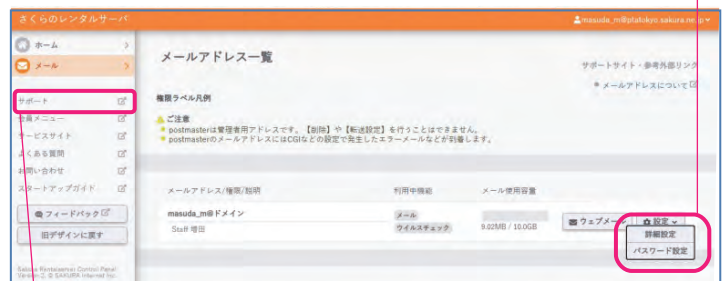 さくらのレンタルサーバ
masuda_m@platokyo.sakura.ne.jp
ホーム
メール
サポート
会員メニュー
サービスサイト
よくある質問
お問い合わせ
スタートアップガイド
フィードバック
旧デザインに戻す
Sakura Rentalserver Control Panel
Version 2. © SAKURA internet Inc.
メールアドレス一覧
サポートサイト・参考外部リンク
メールアドレスについて
権限ラベル凡例
ご注意
postmasterは管理者用アドレスです。【削除】や【転送設定】を行うことはできません。
postmasterのメールアドレスにはCGIなどの設定で発生したエラーメールなどが到着します。
メールアドレス/権限/説明 利用中機能 メール使用容量
masuda_m@ドメイン
Staff 増田
メール
ウイルスチェック
9.02MB / 10.0GB
ウェブメール
設定
詳細設定
パスワード設定